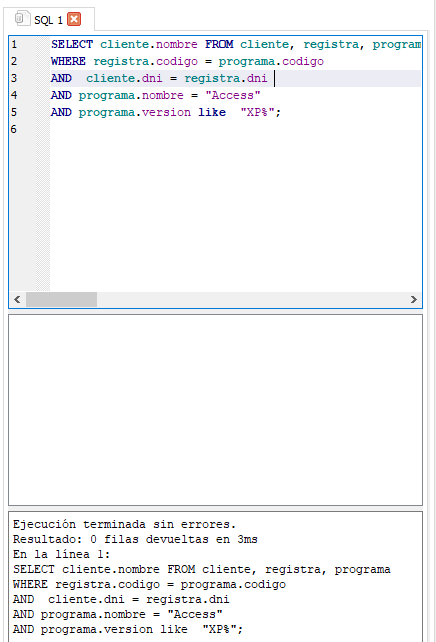 SQL 1
1 SELECT cliente.nombre FROM cliente, registra, program
2 WHERE registra.codigo = programa.codigo
3 AND  cliente.dni = registra.dni
4 AND programa.nombre = "Access"
5 AND programa.version like  "XP%";
6
Ejecución terminada sin errores.
Resultado: 0 filas devueltas en 3ms
En la línea 1:
SELECT cliente.nombre FROM cliente, registra, programa
WHERE registra.codigo = programa.codigo
AND  cliente.dni = registra.dni
AND programa.nombre = "Access"
AND programa.version like  "XP%";